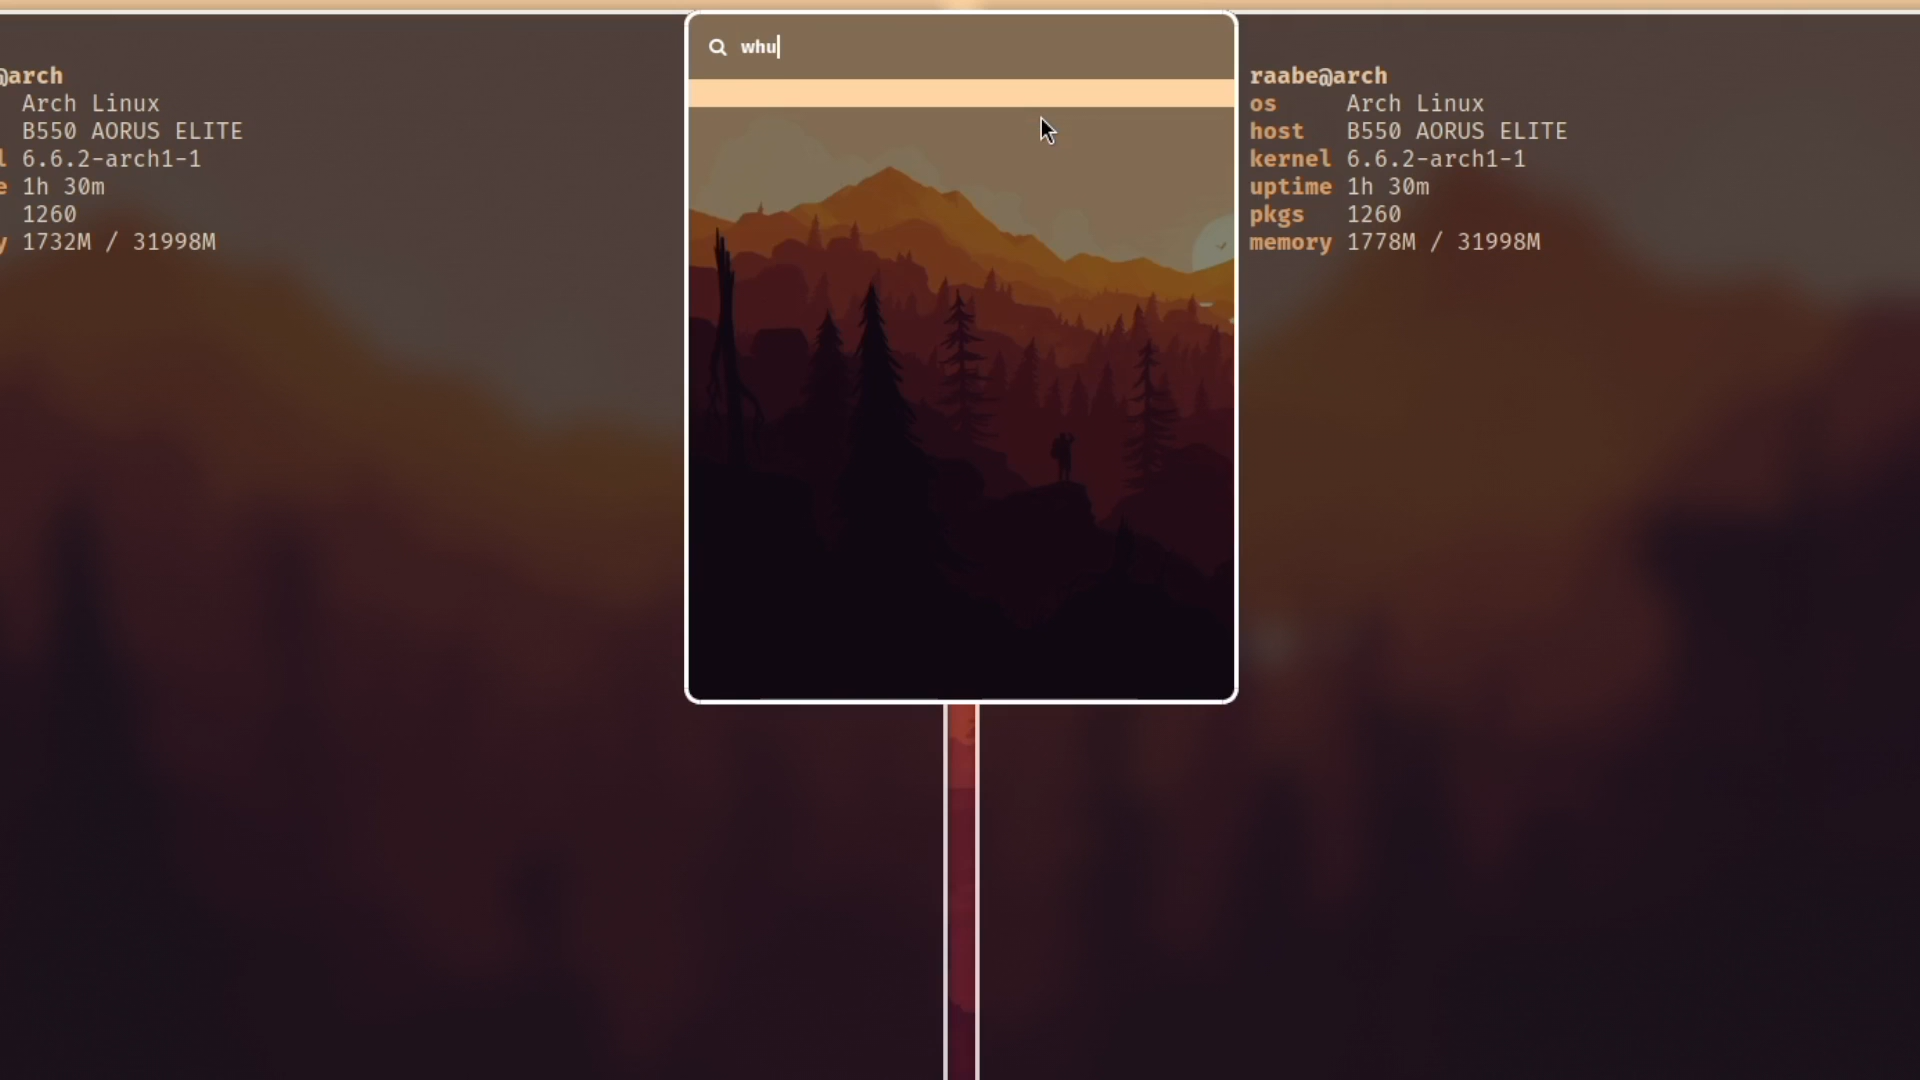 whu
@arch
Arch Linux
B550 AORUS ELITE
l 6.6.2-arch1-1
e 1h 30m
1260
y 1732M / 31998M
raabe@arch
os Arch Linux
host B550 AORUS ELITE
kernel 6.6.2-arch1-1
uptime 1h 30m
pkgs 1260
memory 1778M / 31998M